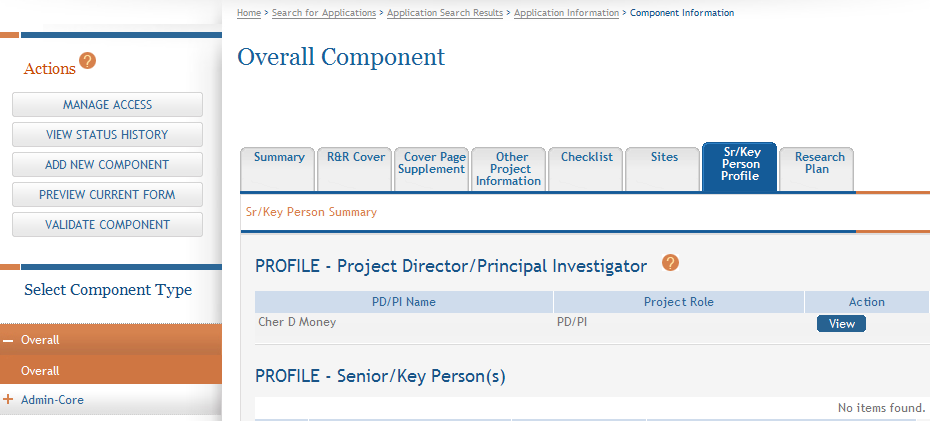 Home > Search for Applications > Application Search Results > Application Information > Component Information
Actions ?
MANAGE ACCESS
VIEW STATUS HISTORY
ADD NEW COMPONENT
PREVIEW CURRENT FORM
VALIDATE COMPONENT
Select Component Type
− Overall
Overall
+ Admin-Core
Overall Component
Summary
R&R Cover
Cover Page
Supplement
Other
Project
Information
Checklist
Sites
Sr/Key
Person
Profile
Research
Plan
Sr/Key Person Summary
PROFILE - Project Director/Principal Investigator ?
PD/PI Name Project Role Action
Cher D Money PD/PI View
PROFILE - Senior/Key Person(s)
No items found.